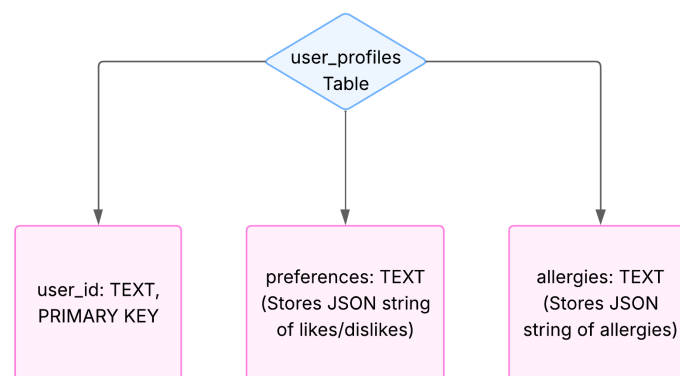 user_profiles
Table
user_id: TEXT,
PRIMARY KEY
preferences: TEXT
(Stores JSON string
of likes/dislikes)
allergies: TEXT
(Stores JSON
string of allergies)